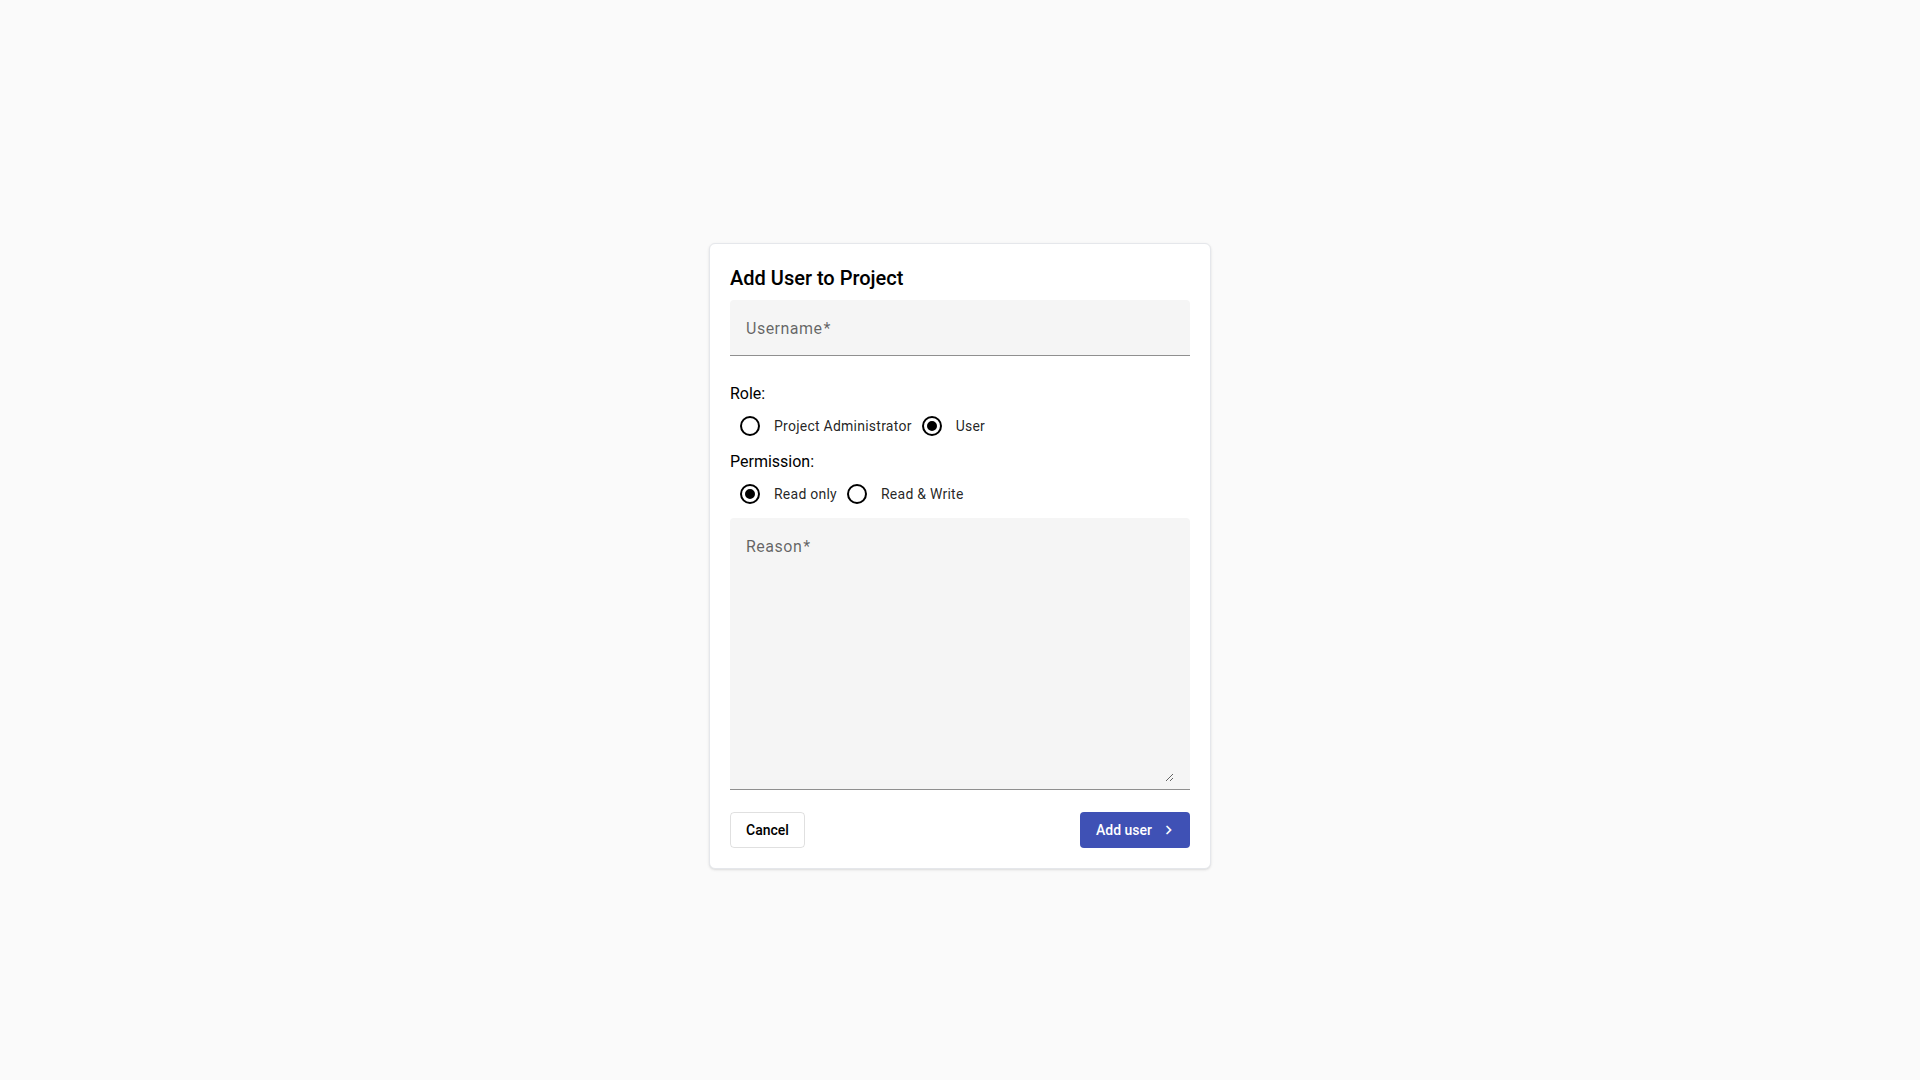 Add User to Project
Username*
Role:
Project Administrator User
Permission:
Read only Read & Write
Reason*
Cancel Add user